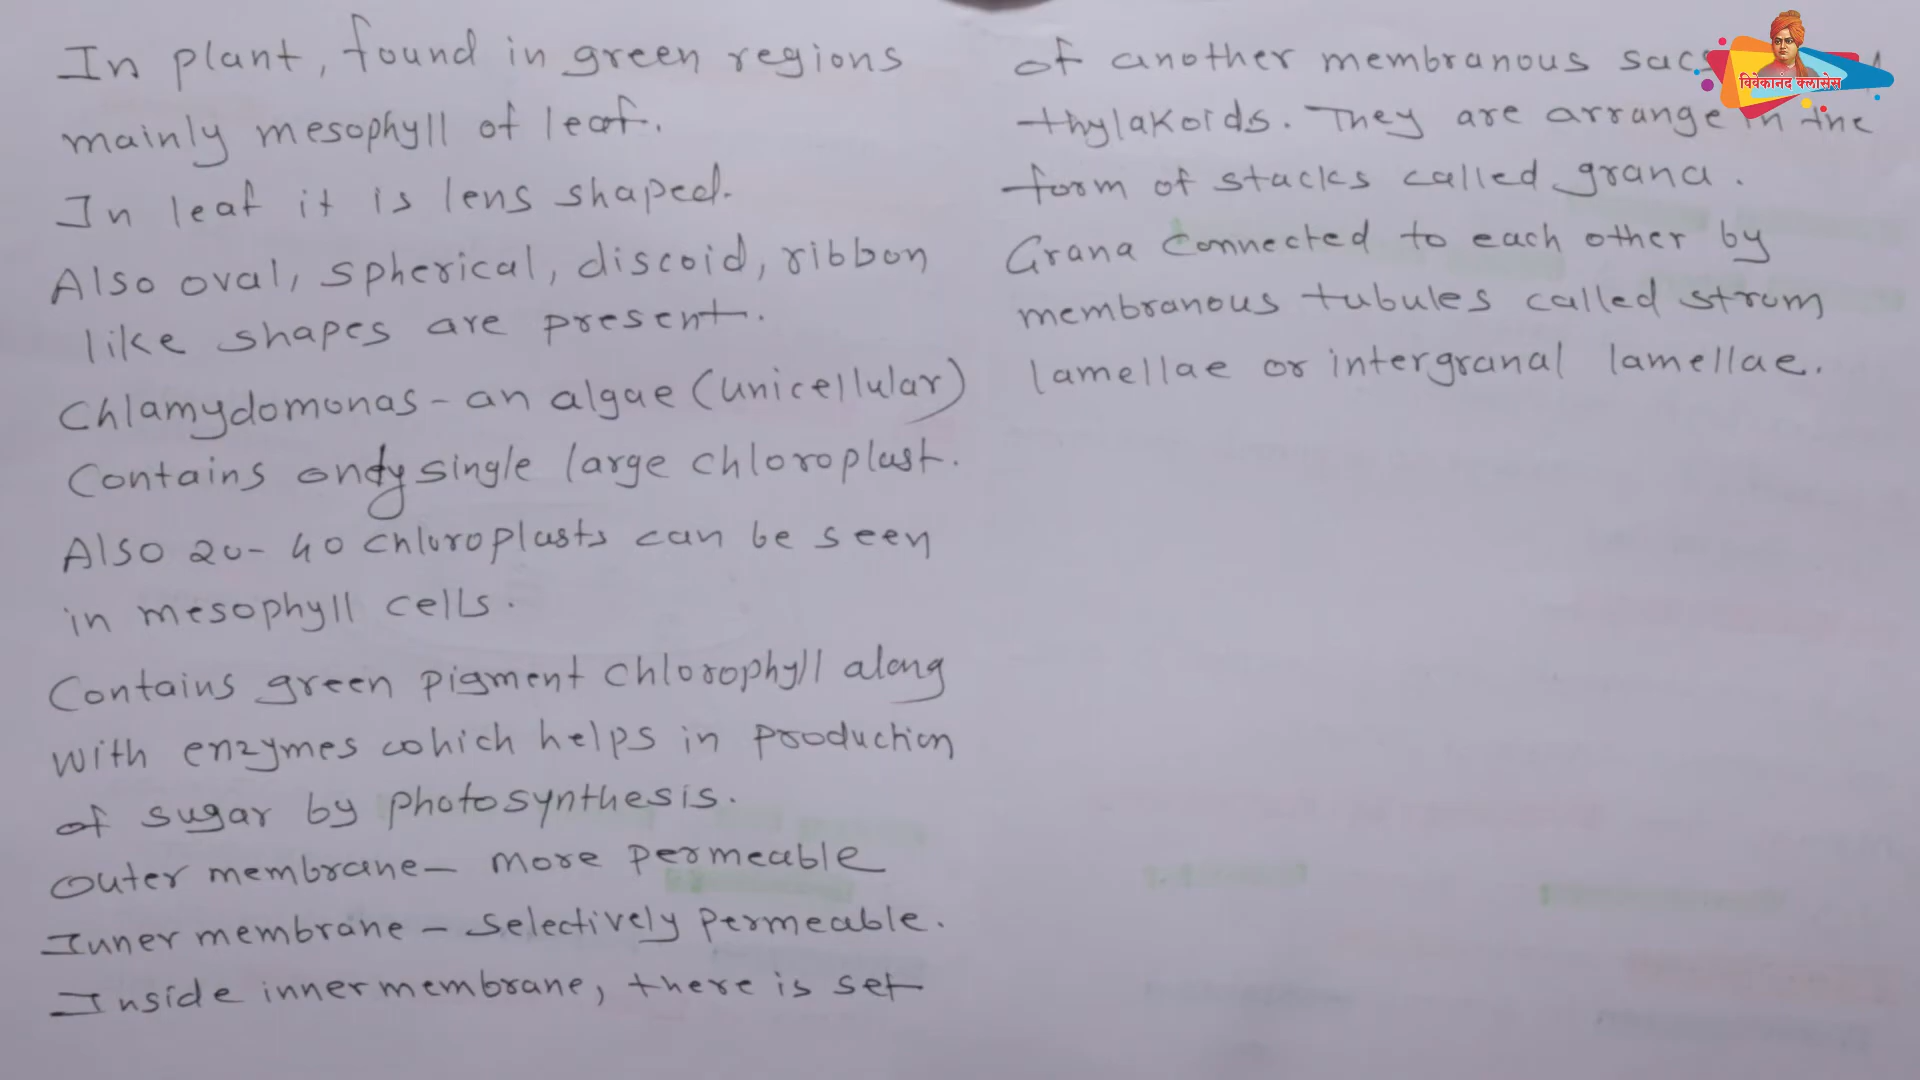 In plant, found in green regions
mainly mesophyll of leaf.
In leaf it is lens shaped.
Also oval, spherical, discoid, ribbon
like shapes are present.
Chlamydomonas - an algae (unicellular)
Contains only single large chloroplast.
Also 20-40 chloroplasts can be seen
in mesophyll cells.
Contains green pigment chlorophyll along
with enzymes which helps in production
of sugar by photosynthesis.
Outer membrane - more permeable
Inner membrane - selectively permeable.
Inside inner membrane, there is set
of another membranous sacs
thylakoids. They are arrange in the
form of stacks called grana.
Grana connected to each other by
membranous tubules called strom
lamellae or intergranal lamellae.
विवेकानंद क्लासेस